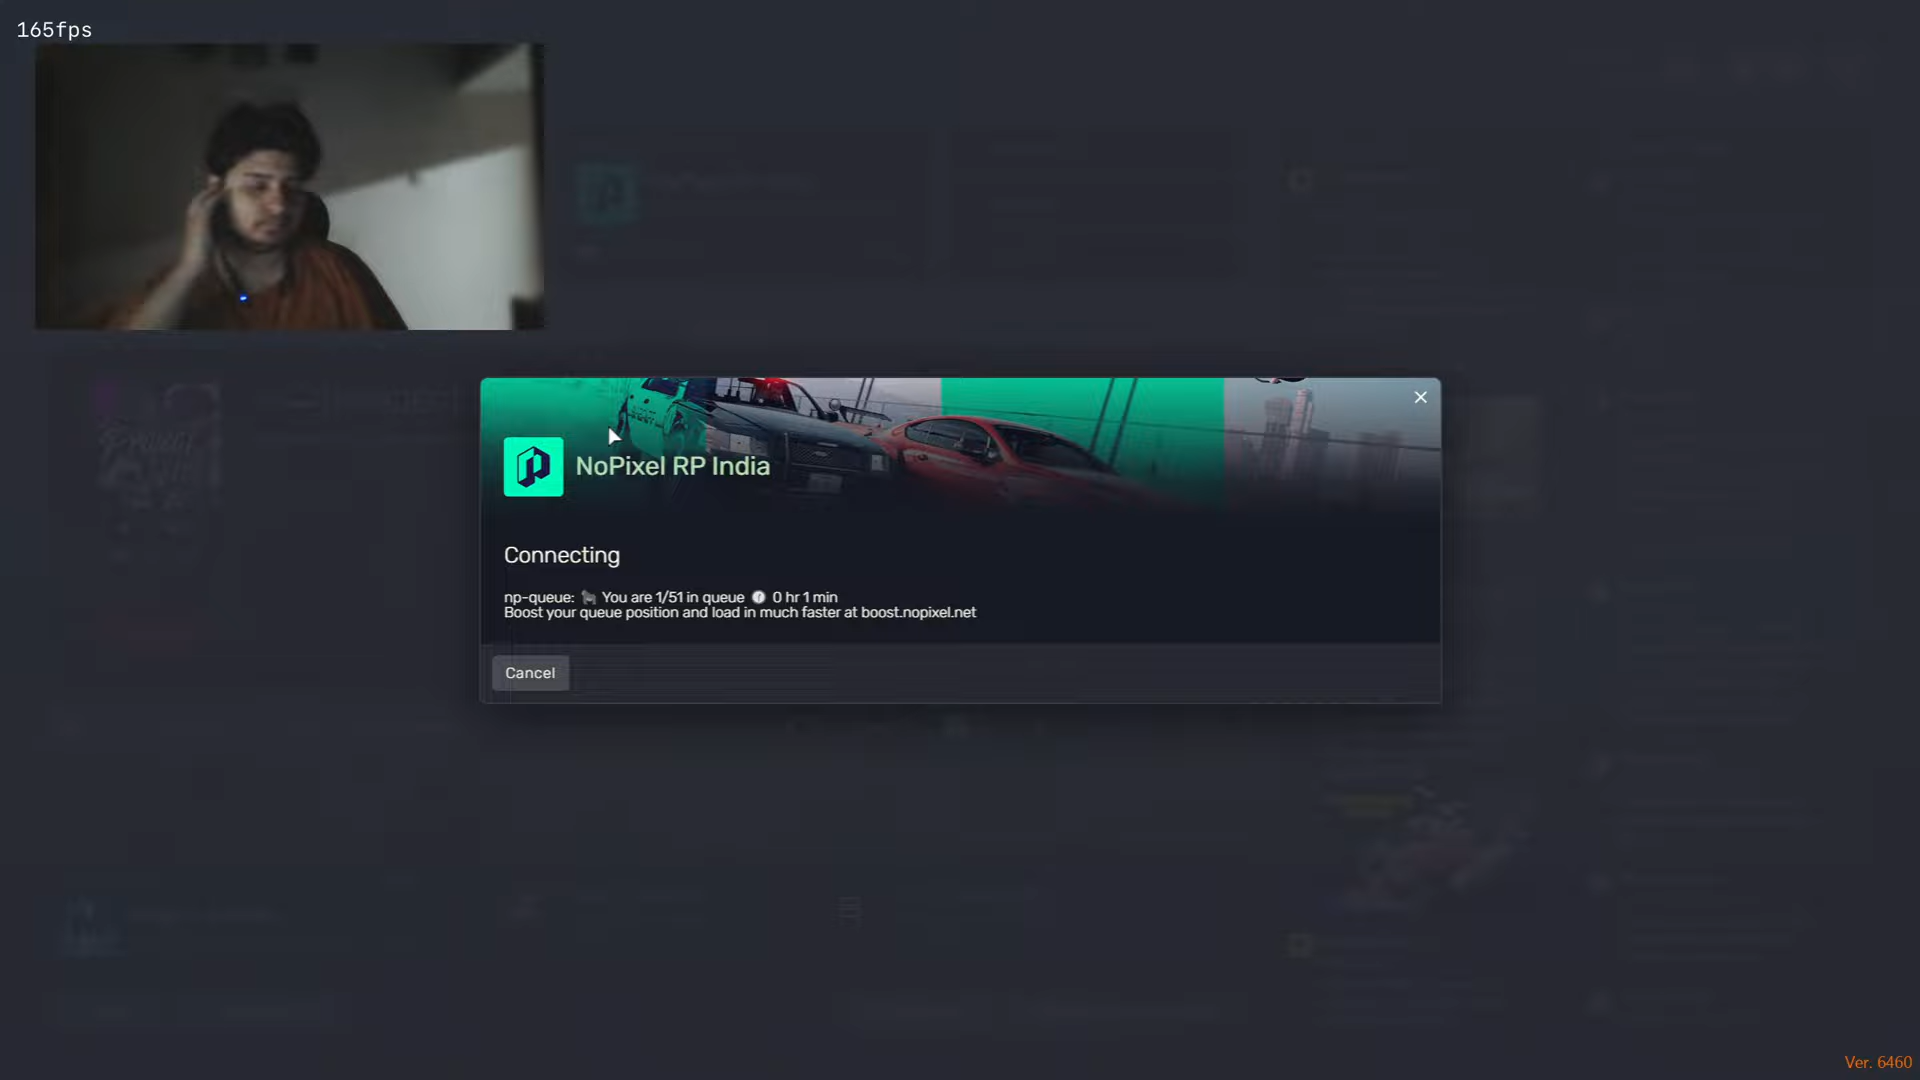 165fps
NoPixel RP India
Connecting
np-queue: 🐌 You are 1/51 in queue 🕐 0 hr 1 min
Boost your queue position and load in much faster at boost.nopixel.net
Cancel
Ver. 6460